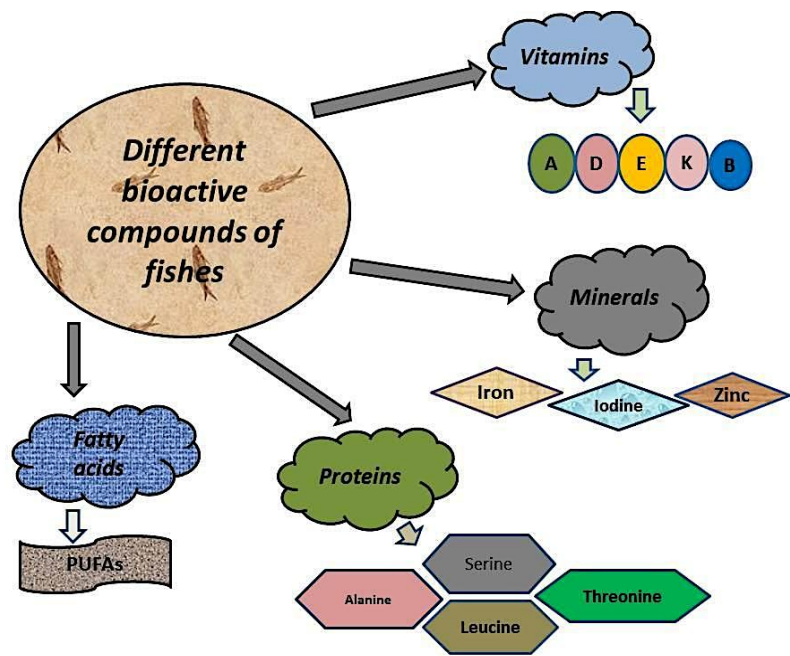 Different
bioactive
compounds of
fishes
Vitamins
A D E K B
Minerals
Iron
Iodine
Zinc
Fatty
acids
PUFAs
Proteins
Serine
Alanine
Threonine
Leucine